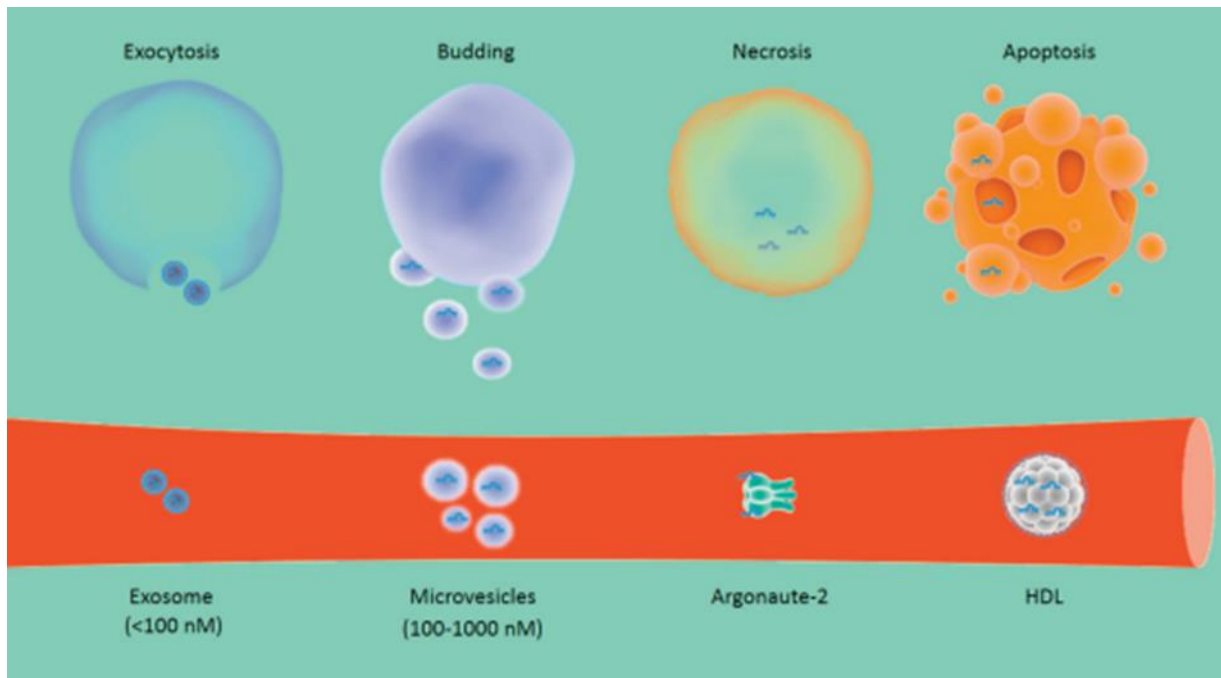 Exocytosis
Budding
Necrosis
Apoptosis
Exosome
(<100 nM)
Microvesicles
(100-1000 nM)
Argonaute-2
HDL